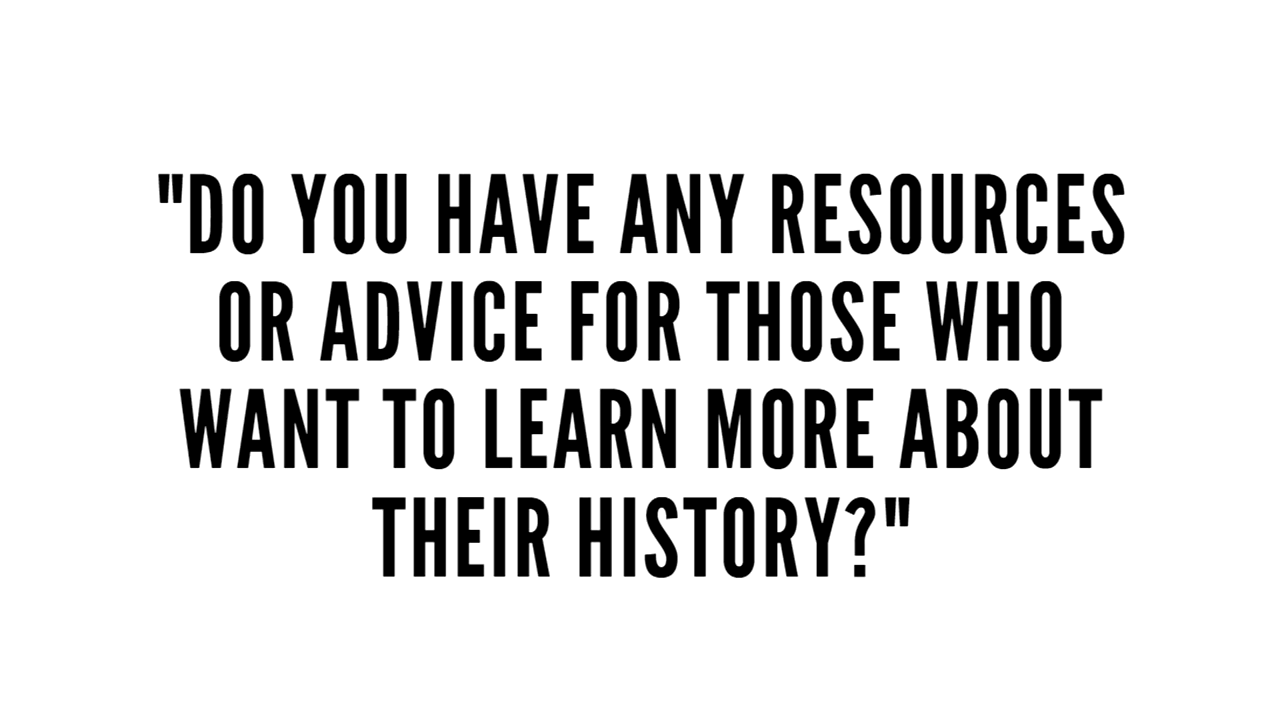 "DO YOU HAVE ANY RESOURCES
OR ADVICE FOR THOSE WHO
WANT TO LEARN MORE ABOUT
THEIR HISTORY?"